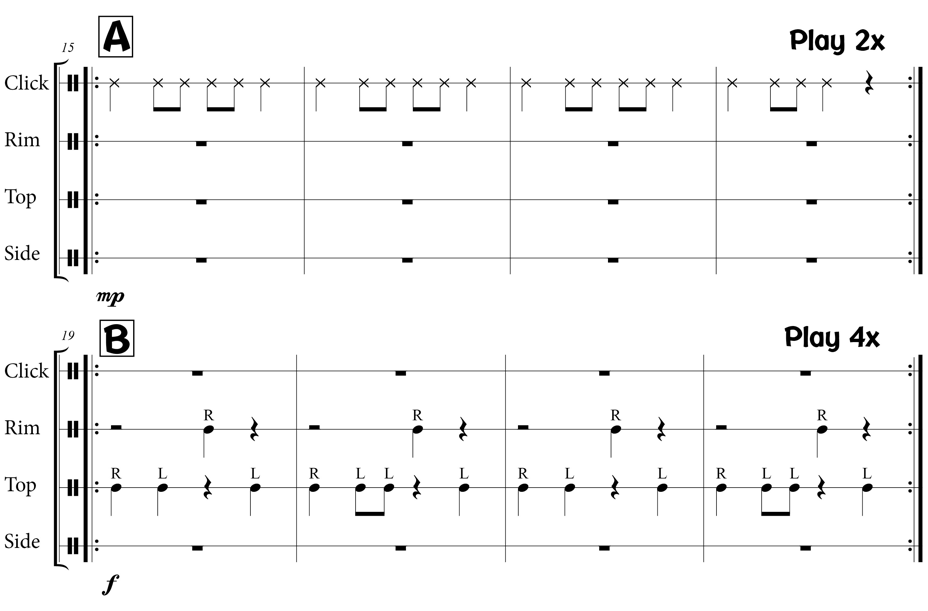 A
15
Play 2x
Click
Rim
Top
Side
mp
B
19
Play 4x
Click
R R R R
Rim
R L L R L L L R L L R L L L
Top
Side
f